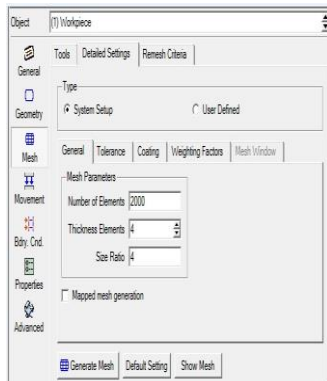 Object (1) Workpiece
General
Geometry
Mesh
Movement
Bdry. Cnd.
Properties
Advanced
Tools Detailed Settings Remesh Criteria
Type
System Setup User Defined
General Tolerance Coating Weighting Factors Mesh Window
Mesh Parameters
Number of Elements 2000
Thickness Elements 4
Size Ratio 4
Mapped mesh generation
Generate Mesh Default Setting Show Mesh